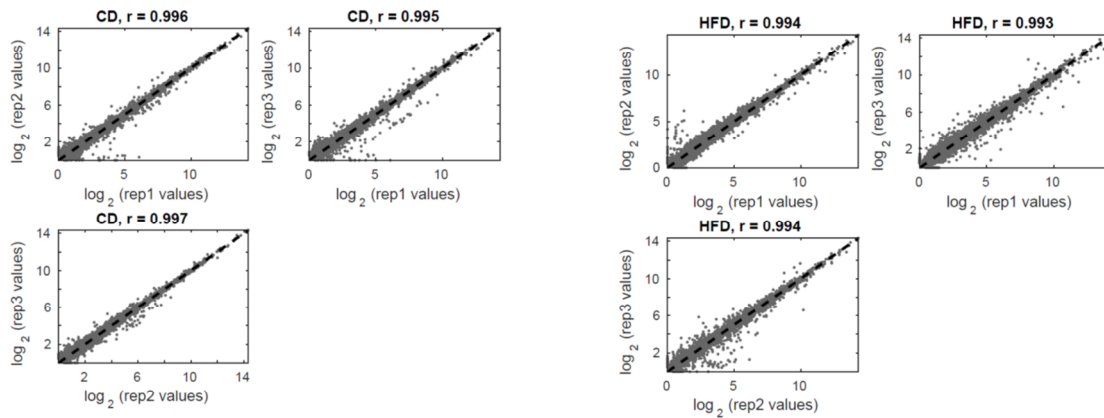 CD, r = 0.996
14
10
6
2
log 2 (rep2 values)
0 5 10
log 2 (rep1 values)
CD, r = 0.995
14
10
6
2
log 2 (rep3 values)
0 5 10
log 2 (rep1 values)
HFD, r = 0.994
10
5
0
log 2 (rep2 values)
0 5 10
log 2 (rep1 values)
HFD, r = 0.993
14
10
6
2
log 2 (rep3 values)
0 5 10
log 2 (rep1 values)
CD, r = 0.997
14
10
6
2
log 2 (rep3 values)
2 6 10 14
log 2 (rep2 values)
HFD, r = 0.994
14
10
6
2
log 2 (rep3 values)
0 5 10
log 2 (rep2 values)